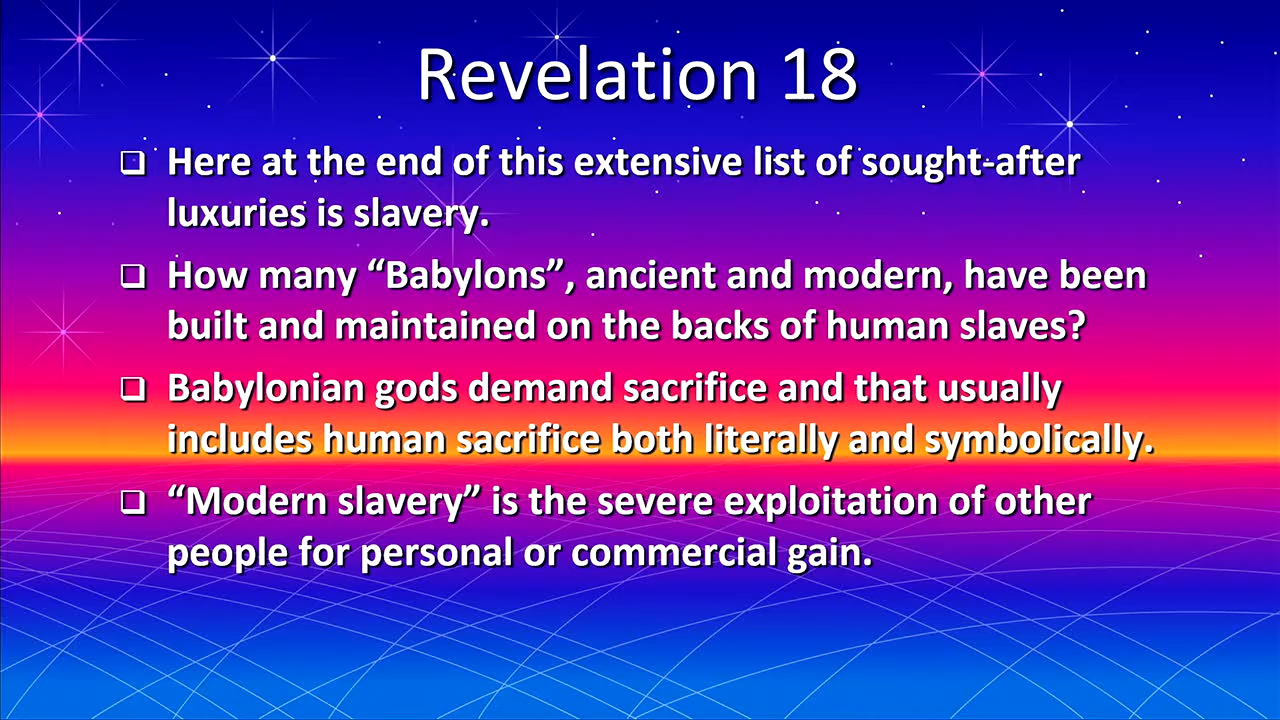 Revelation 18
❑ Here at the end of this extensive list of sought-after
luxuries is slavery.
❑ How many “Babylons”, ancient and modern, have been
built and maintained on the backs of human slaves?
❑ Babylonian gods demand sacrifice and that usually
includes human sacrifice both literally and symbolically.
❑ “Modern slavery” is the severe exploitation of other
people for personal or commercial gain.